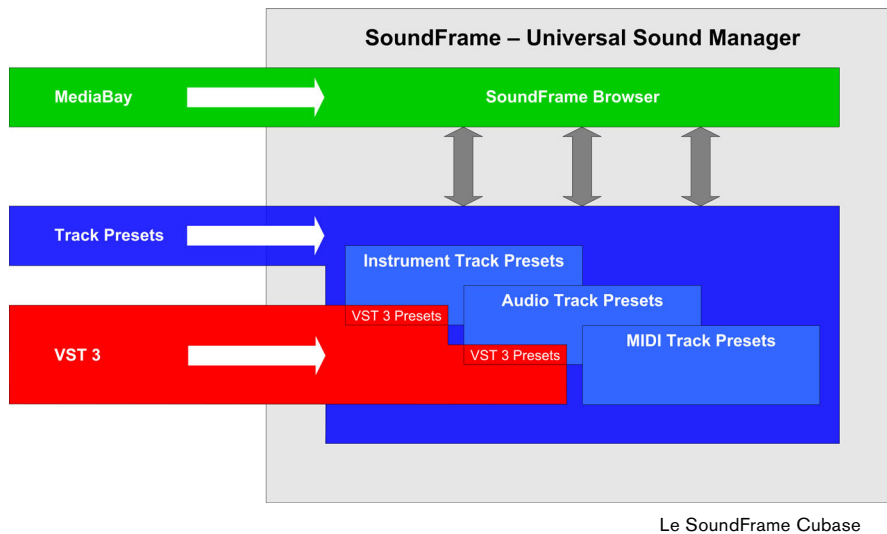 SoundFrame – Universal Sound Manager
MediaBay
SoundFrame Browser
Track Presets
Instrument Track Presets
Audio Track Presets
VST 3 Presets
MIDI Track Presets
VST 3
VST 3 Presets
Le SoundFrame Cubase